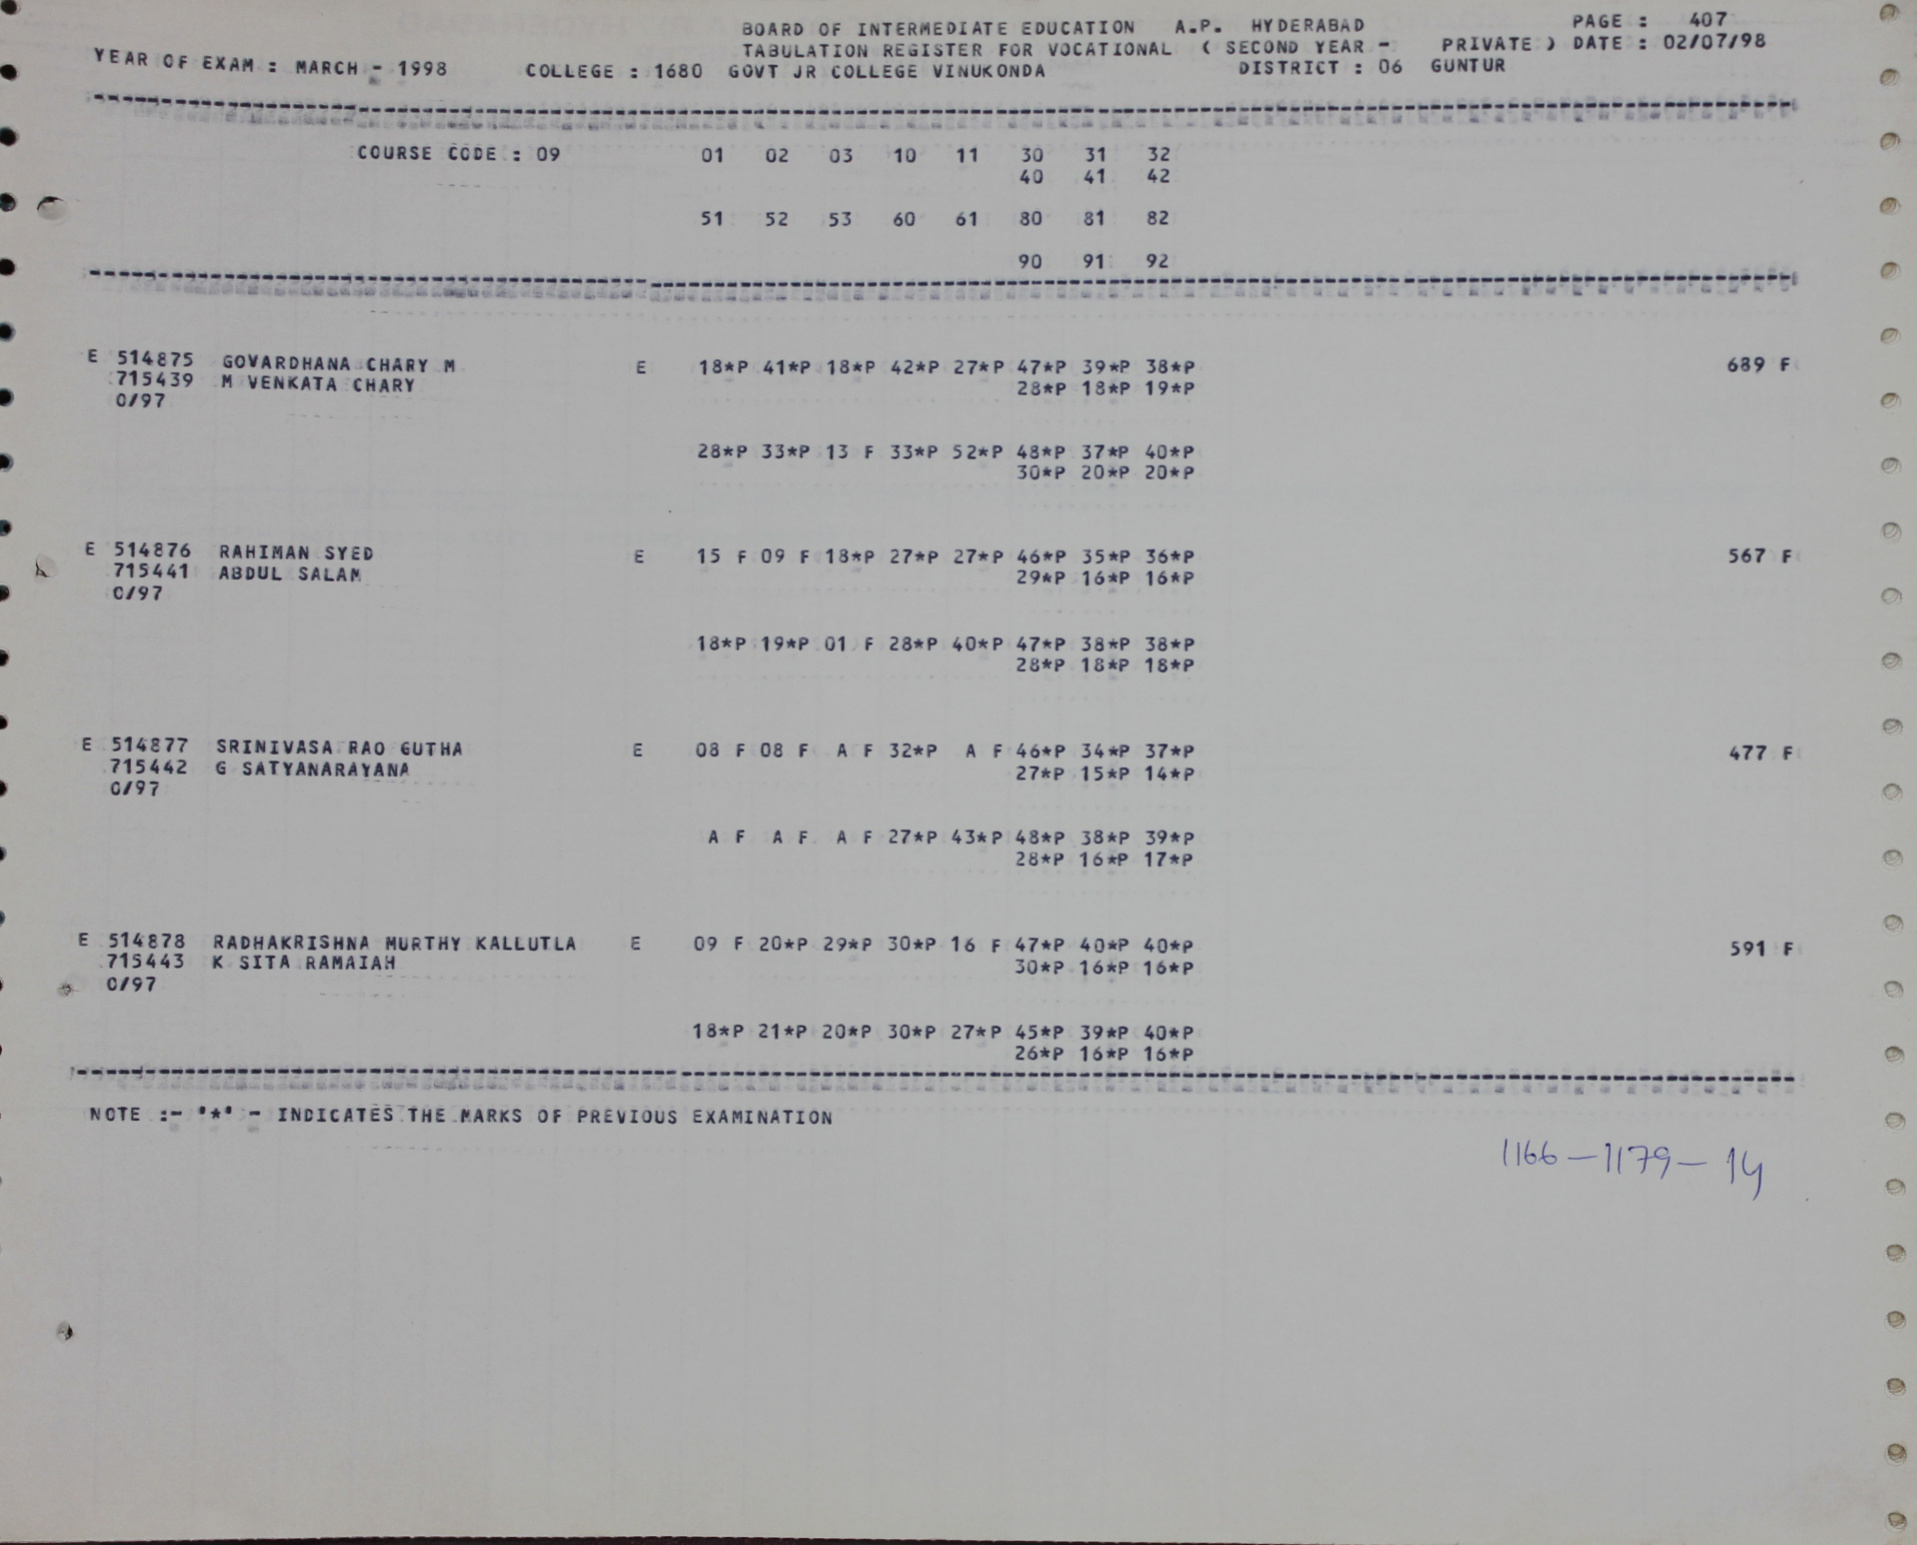 BOARD OF INTERMEDIATE EDUCATION A.P. HYDERABAD PAGE : 407
TABULATION REGISTER FOR VOCATIONAL ( SECOND YEAR - PRIVATE ) DATE : 02/07/98
YEAR OF EXAM : MARCH - 1998 COLLEGE : 1680 GOVT JR COLLEGE VINUKONDA DISTRICT : 06 GUNTUR
COURSE CODE : 09 01 02 03 10 11 30 31 32
40 41 42
51 52 53 60 61 80 81 82
90 91 92
E 514875 GOVARDHANA CHARY M E 18*P 41*P 18*P 42*P 27*P 47*P 39*P 38*P 689 F
715439 M VENKATA CHARY 28*P 18*P 19*P
0/97
28*P 33*P 13 F 33*P 52*P 48*P 37*P 40*P
30*P 20*P 20*P
E 514876 RAHIMAN SYED E 15 F 09 F 18*P 27*P 27*P 46*P 35*P 36*P 567 F
715441 ABDUL SALAM 29*P 16*P 16*P
0/97
18*P 19*P 01 F 28*P 40*P 47*P 38*P 38*P
28*P 18*P 18*P
E 514877 SRINIVASA RAO GUTHA E 08 F 08 F A F 32*P A F 46*P 34*P 37*P 477 F
715442 G SATYANARAYANA 27*P 15*P 14*P
0/97
A F A F A F 27*P 43*P 48*P 38*P 39*P
28*P 16*P 17*P
E 514878 RADHAKRISHNA MURTHY KALLUTLA E 09 F 20*P 29*P 30*P 16 F 47*P 40*P 40*P 591 F
715443 K SITA RAMAIAH 30*P 16*P 16*P
0/97
18*P 21*P 20*P 30*P 27*P 45*P 39*P 40*P
26*P 16*P 16*P
NOTE :- '*' - INDICATES THE MARKS OF PREVIOUS EXAMINATION
1166-1179-14